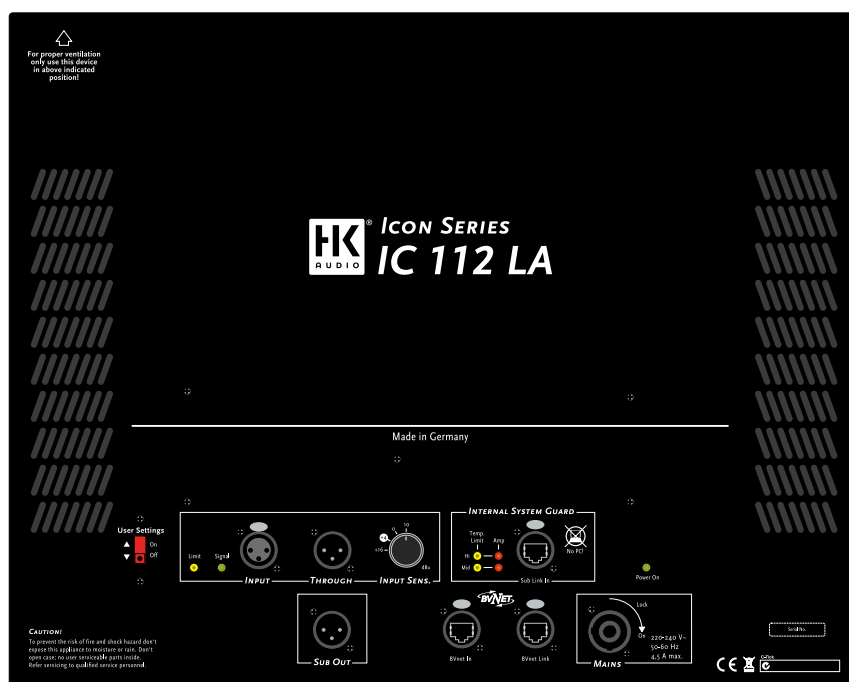 For proper ventilation
only use this device
in above indicated
position!
HK
AUDIO
®
ICON SERIES
IC 112 LA
Made in Germany
User Settings
On
Off
Limit
Signal
INPUT
THROUGH
+16
+4
0
10
dBu
INPUT SENS.
INTERNAL SYSTEM GUARD
Temp.
Limit
Amp
Hi
Mid
Sub Link In
No PC!
Power On
SUB OUT
BVNET
BVnet In
BVnet Link
Lock
On
220-240 V~
50-60 Hz
4,5 A max.
MAINS
Serial No.
C-Tick
CE
CAUTION!
To prevent the risk of fire and shock hazard don't
expose this appliance to moisture or rain. Don't
open case; no user serviceable parts inside.
Refer servicing to qualified service personnel.